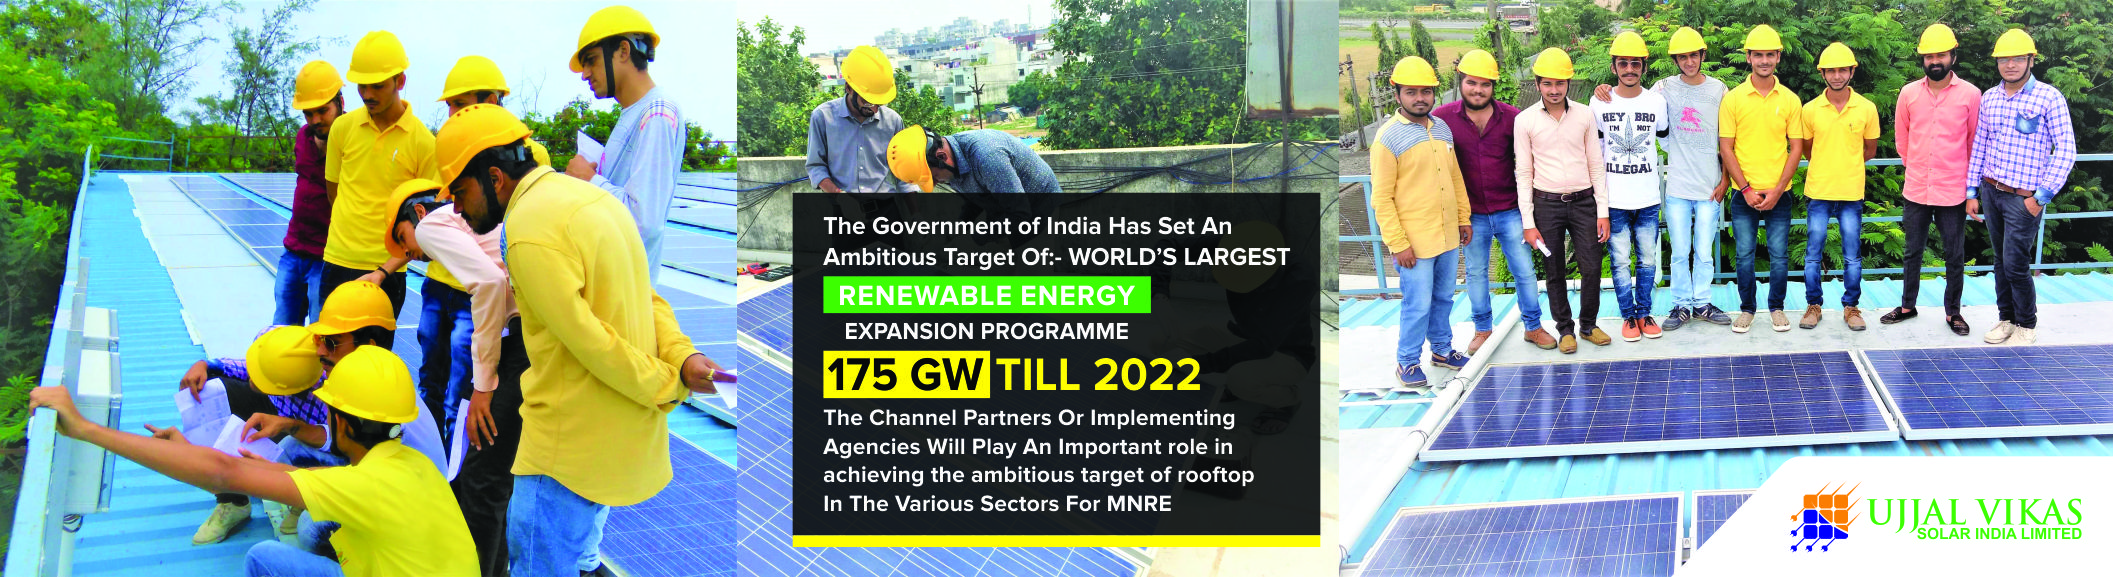 The Government of India Has Set An
Ambitious Target Of:- WORLD'S LARGEST
RENEWABLE ENERGY
EXPANSION PROGRAMME
175 GW TILL 2022
The Channel Partners Or Implementing
Agencies Will Play An Important role in
achieving the ambitious target of rooftop
In The Various Sectors For MNRE
HEY BRO
I'M NOT
ILLEGAL
UJJAL VIKAS
SOLAR INDIA LIMITED